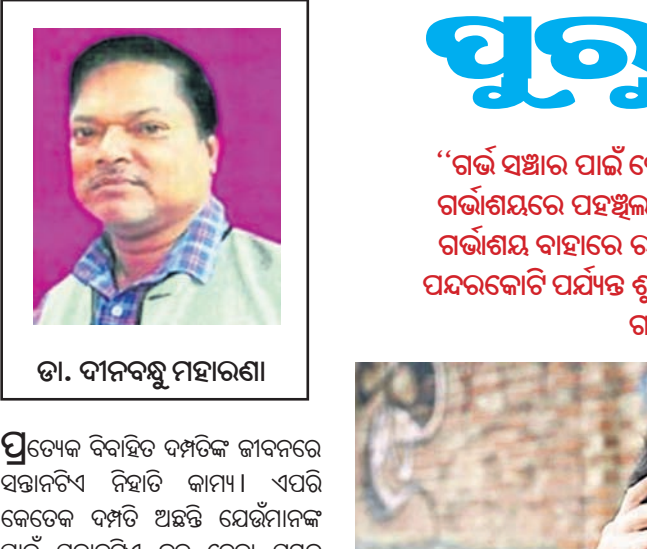 ଡା. ଦୀନବନ୍ଧୁ ମହାରଣା
ପ୍ରତ୍ୟେକ ବିବାହିତ ଦମ୍ପତିଙ୍କ ଜୀବନରେ
ସନ୍ତାନଟିଏ ନିହାତି କାମ୍ୟ। ଏପରି
କେତେକ ଦମ୍ପତି ଅଛନ୍ତି ଯେଉଁମାନଙ୍କ
ପୁରୁ
‘‘ଗର୍ଭ ସଞ୍ଚାର ପାଇଁ
ଗର୍ଭାଶୟରେ ପହଞ୍ଚିଲ
ଗର୍ଭାଶୟ ବାହାରେ
ପନ୍ଦରକୋଟି ପର୍ଯ୍ୟନ୍ତ ଶୁ
ଗ